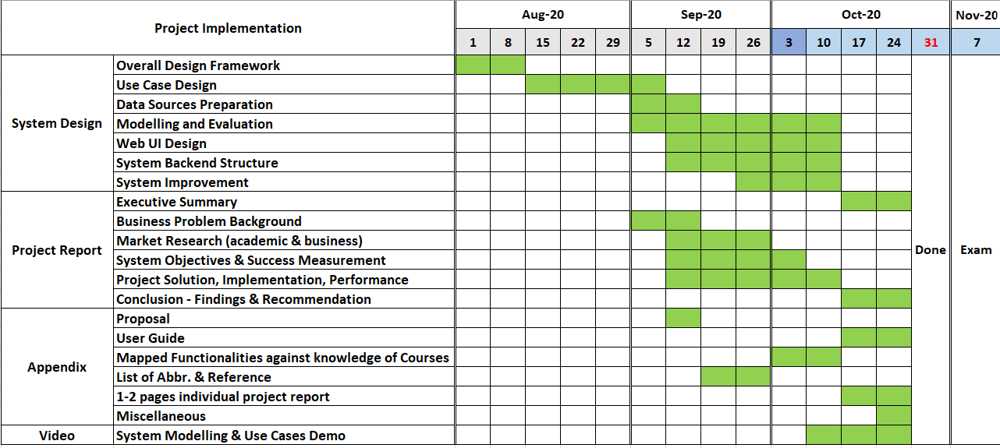 Project Implementation
Aug-20 Sep-20 Oct-20 Nov-20
1 8 15 22 29 5 12 19 26 3 10 17 24 31 7
System Design
Overall Design Framework
Use Case Design
Data Sources Preparation
Modelling and Evaluation
Web UI Design
System Backend Structure
System Improvement
Project Report
Executive Summary
Business Problem Background
Market Research (academic & business)
System Objectives & Success Measurement
Project Solution, Implementation, Performance
Conclusion - Findings & Recommendation
Appendix
Proposal
User Guide
Mapped Functionalities against knowledge of Courses
List of Abbr. & Reference
1-2 pages individual project report
Miscellaneous
Video
System Modelling & Use Cases Demo
Done
Exam